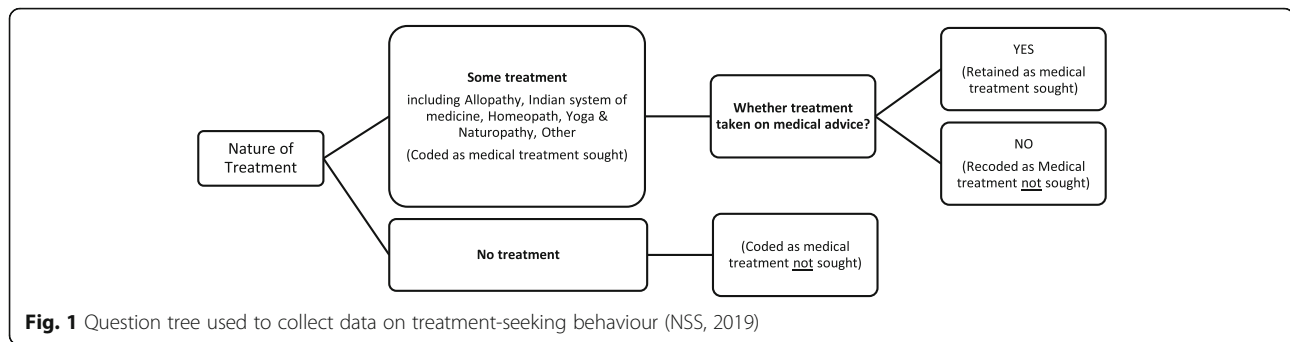 Nature of
Treatment
Some treatment
including Allopathy, Indian system of
medicine, Homeopath, Yoga &
Naturopathy, Other
(Coded as medical treatment sought)
Whether treatment
taken on medical advice?
YES
(Retained as medical
treatment sought)
NO
(Recoded as Medical
treatment not sought)
No treatment
(Coded as medical
treatment not sought)
Fig. 1 Question tree used to collect data on treatment-seeking behaviour (NSS, 2019)